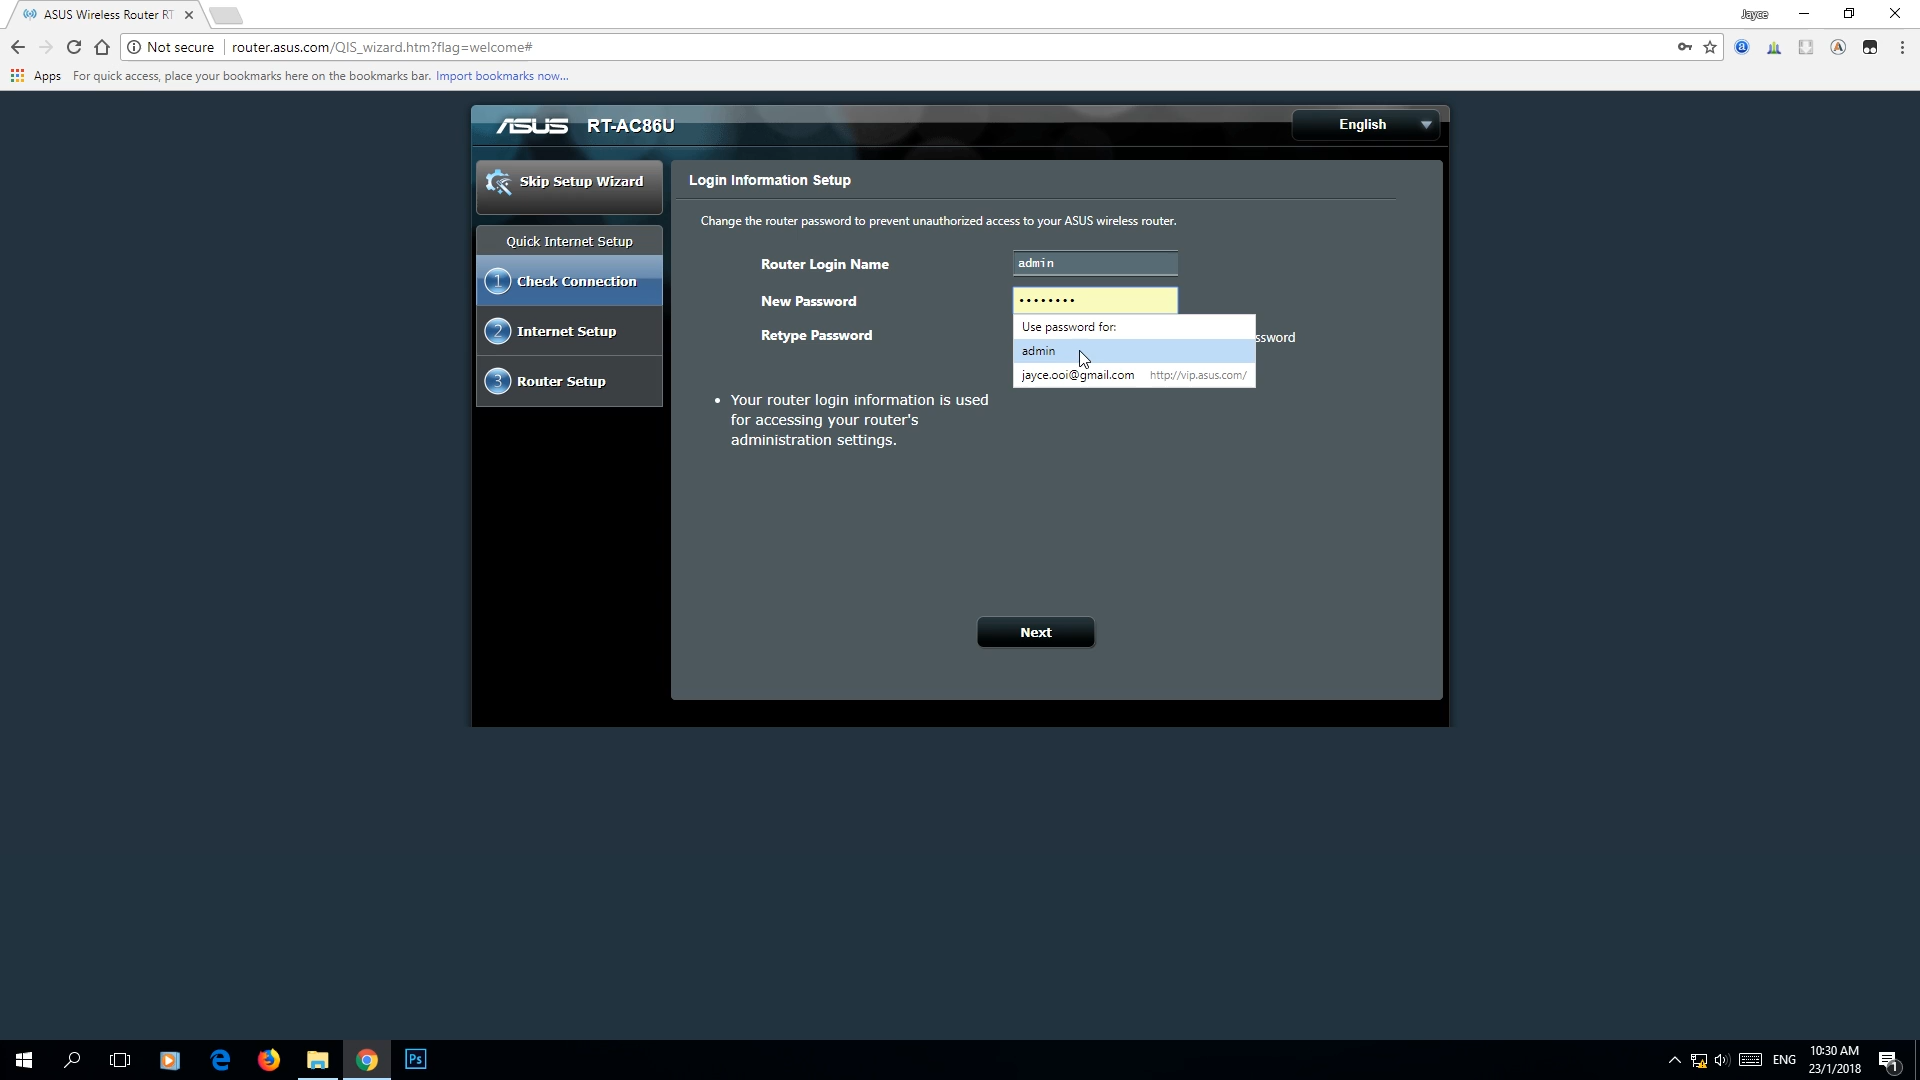 ASUS Wireless Router RT
Jayce
Not secure router.asus.com/QIS_wizard.htm?flag=welcome#
Apps For quick access, place your bookmarks here on the bookmarks bar. Import bookmarks now...
ASUS RT-AC86U English
Skip Setup Wizard
Quick Internet Setup
1 Check Connection
2 Internet Setup
3 Router Setup
Login Information Setup
Change the router password to prevent unauthorized access to your ASUS wireless router.
Router Login Name admin
New Password ••••••••
Retype Password
Use password for:
ssword
admin
jayce.ooi@gmail.com http://vip.asus.com/
• Your router login information is used
for accessing your router's
administration settings.
Next
Ps
ENG
10:30 AM
23/1/2018
1